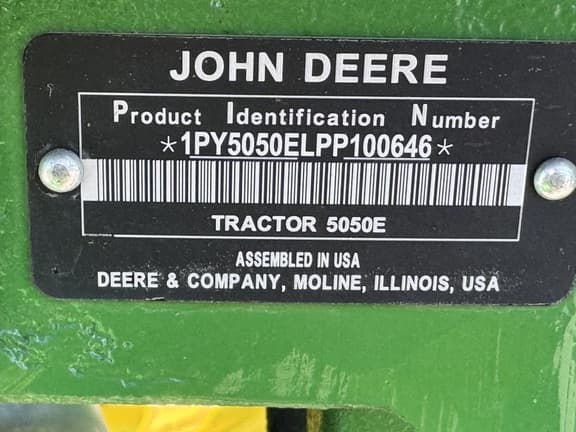 JOHN DEERE
Product Identification Number
*1PY5050ELPP100646*
TRACTOR 5050E
ASSEMBLED IN USA
DEERE & COMPANY, MOLINE, ILLINOIS, USA